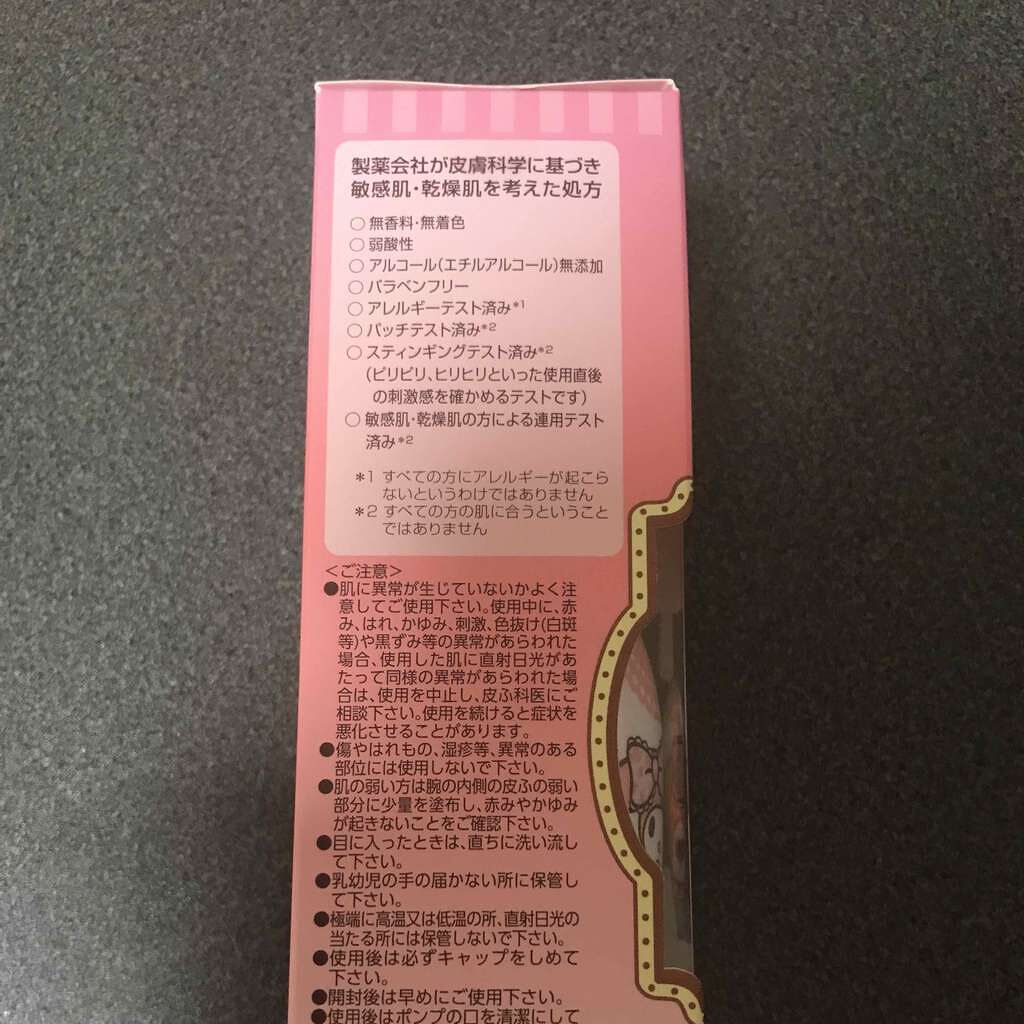 製薬会社が皮膚科学に基づき
敏感肌・乾燥肌を考えた処方
○ 無香料・無着色
○ 弱酸性
○ アルコール(エチルアルコール)無添加
○ パラベンフリー
○ アレルギーテスト済み*1
○ パッチテスト済み*2
○ スティンギングテスト済み*2
(ピリピリ、ヒリヒリといった使用直後
の刺激感を確かめるテストです)
○ 敏感肌・乾燥肌の方による連用テスト
済み*2
*1 すべての方にアレルギーが起こら
ないというわけではありません
*2 すべての方の肌に合うということ
ではありません
<ご注意>
●肌に異常が生じていないかよく注
意してご使用下さい。使用中に、赤
み、はれ、かゆみ、刺激、色抜け(白斑
等)や黒ずみ等の異常があらわれた
場合、使用した肌に直射日光があ
たって同様の異常があらわれた場
合は、使用を中止し、皮ふ科医にご
相談下さい。使用を続けると症状を
悪化させることがあります。
●傷やはれもの、湿疹等、異常のある
部位には使用しないで下さい。
●肌の弱い方は腕の内側の皮ふの弱い
部分に少量を塗布し、赤みやかゆみ
が起きないことをご確認下さい。
●目に入ったときは、直ちに洗い流し
て下さい。
●乳幼児の手の届かない所に保管し
て下さい。
●極端に高温又は低温の所、直射日光の
当たる所には保管しないで下さい。
●使用後は必ずキャップをしめて
下さい。
●開封後は早めにご使用下さい。
●使用後はポンプの口を清潔にして